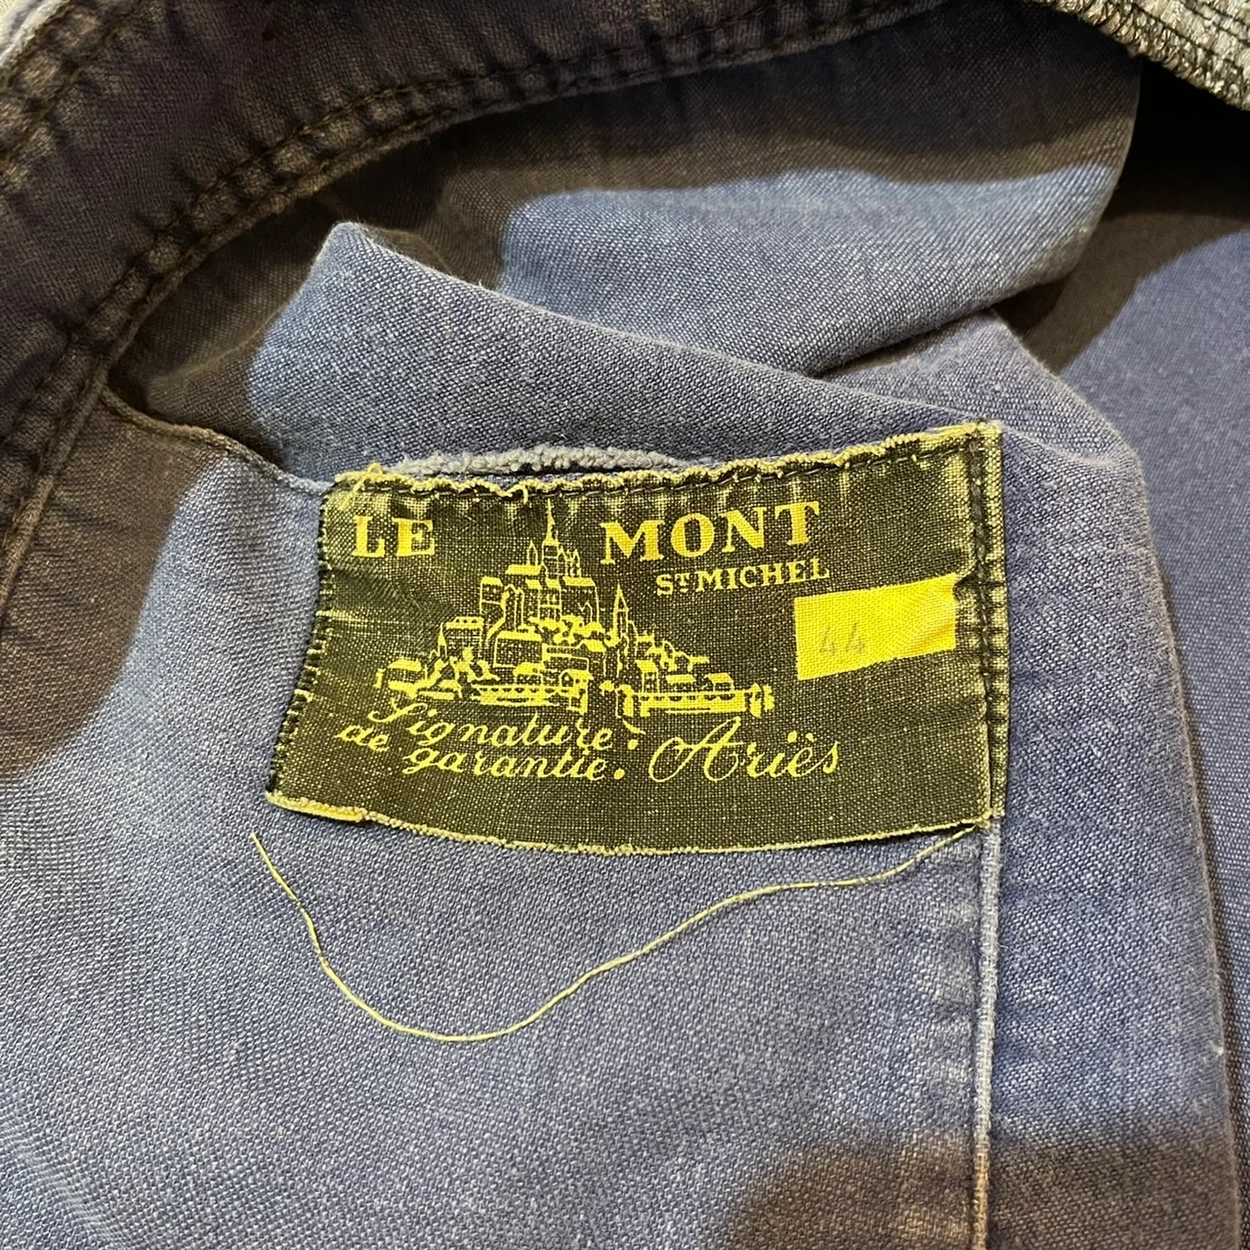 LE MONT
ST MICHEL
44
Signature
de garantie : Ariès